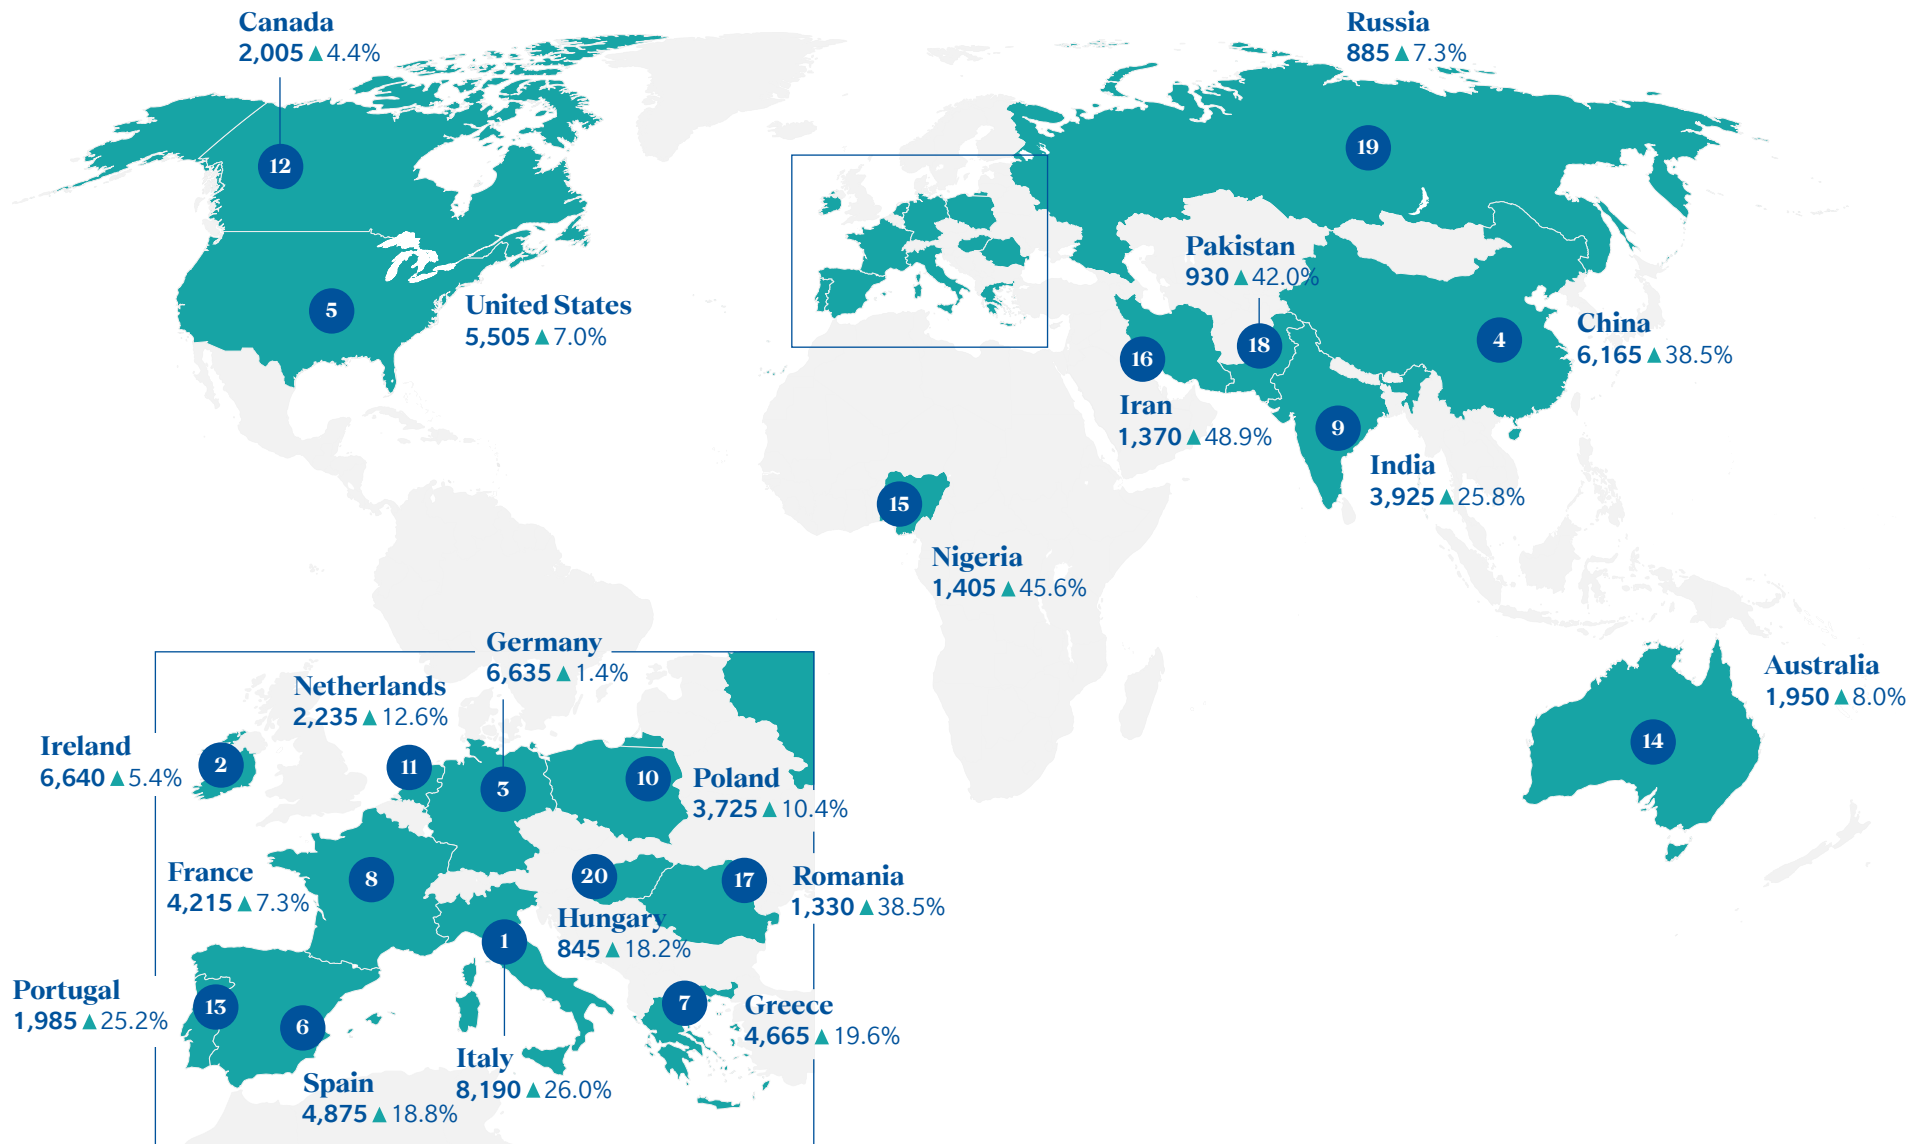 Canada
2,005 ▲ 4.4%
12
Russia
885 ▲ 7.3%
19
United States
5,505 ▲ 7.0%
5
Pakistan
930 ▲ 42.0%
18
China
6,165 ▲ 38.5%
4
16
Iran
1,370 ▲ 48.9%
9
India
3,925 ▲ 25.8%
15
Nigeria
1,405 ▲ 45.6%
Australia
1,950 ▲ 8.0%
14
Germany
6,635 ▲ 1.4%
3
Netherlands
2,235 ▲ 12.6%
11
Ireland
6,640 ▲ 5.4%
2
10
Poland
3,725 ▲ 10.4%
France
4,215 ▲ 7.3%
8
20
Hungary
845 ▲ 18.2%
17
Romania
1,330 ▲ 38.5%
1
Italy
8,190 ▲ 26.0%
Portugal
1,985 ▲ 25.2%
13
6
Spain
4,875 ▲ 18.8%
7
Greece
4,665 ▲ 19.6%